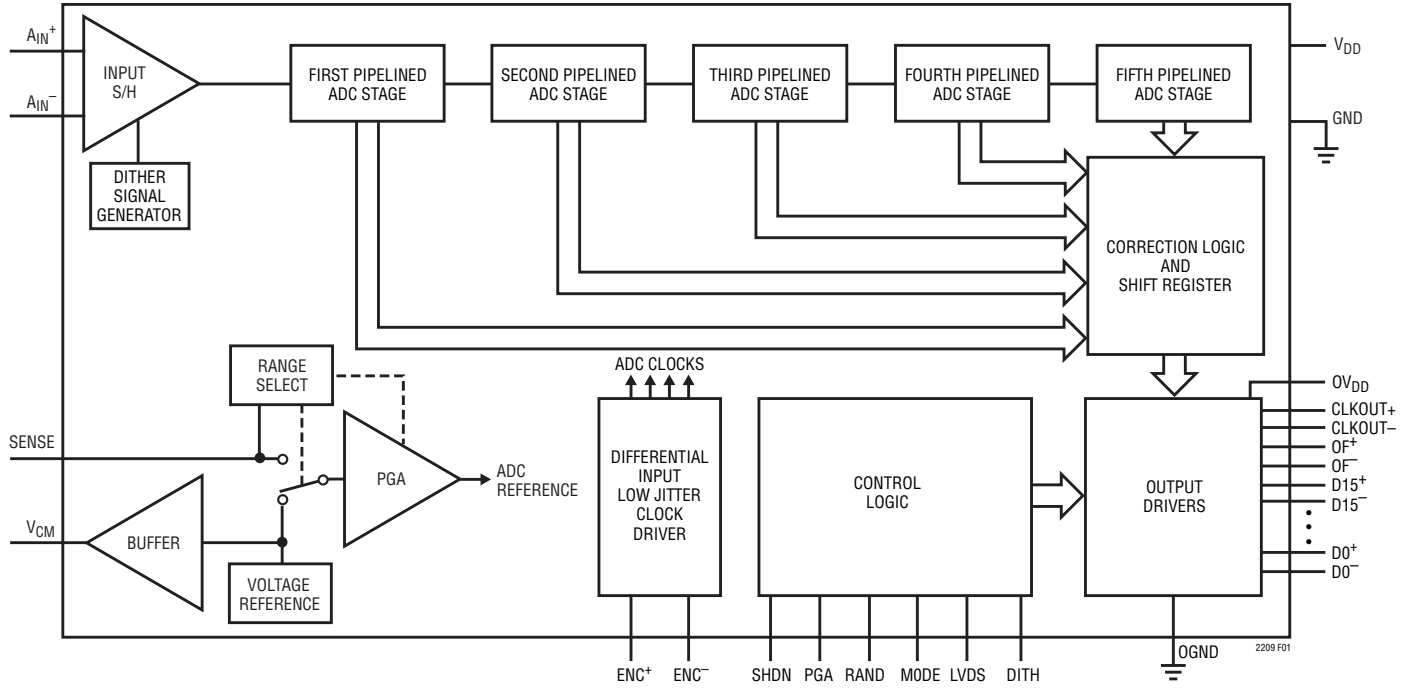 AIN+
AIN–
INPUT
S/H
DITHER
SIGNAL
GENERATOR
FIRST PIPELINED
ADC STAGE
SECOND PIPELINED
ADC STAGE
THIRD PIPELINED
ADC STAGE
FOURTH PIPELINED
ADC STAGE
FIFTH PIPELINED
ADC STAGE
VDD
GND
CORRECTION LOGIC
AND
SHIFT REGISTER
RANGE
SELECT
SENSE
PGA
ADC
REFERENCE
VCM
BUFFER
VOLTAGE
REFERENCE
ADC CLOCKS
DIFFERENTIAL
INPUT
LOW JITTER
CLOCK
DRIVER
CONTROL
LOGIC
OUTPUT
DRIVERS
OVDD
CLKOUT+
CLKOUT–
OF+
OF–
D15+
D15–
D0+
D0–
ENC+
ENC–
SHDN
PGA
RAND
MODE
LVDS
DITH
OGND
2209 F01